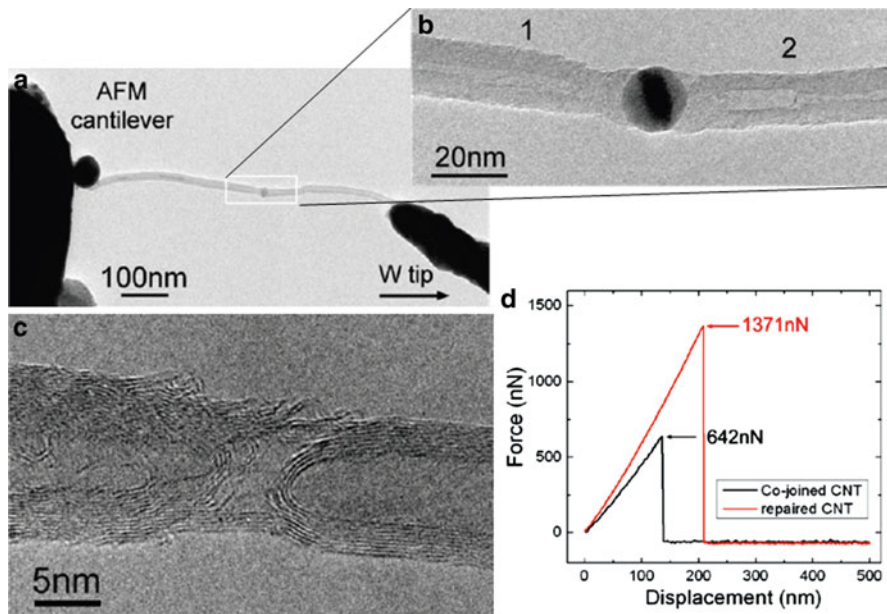 a
AFM
cantilever
100nm
W tip
b
1
2
20nm
c
5nm
d
1500
1000
500
0
Force (nN)
1371nN
642nN
Co-joined CNT
repaired CNT
0 100 200 300 400 500
Displacement (nm)